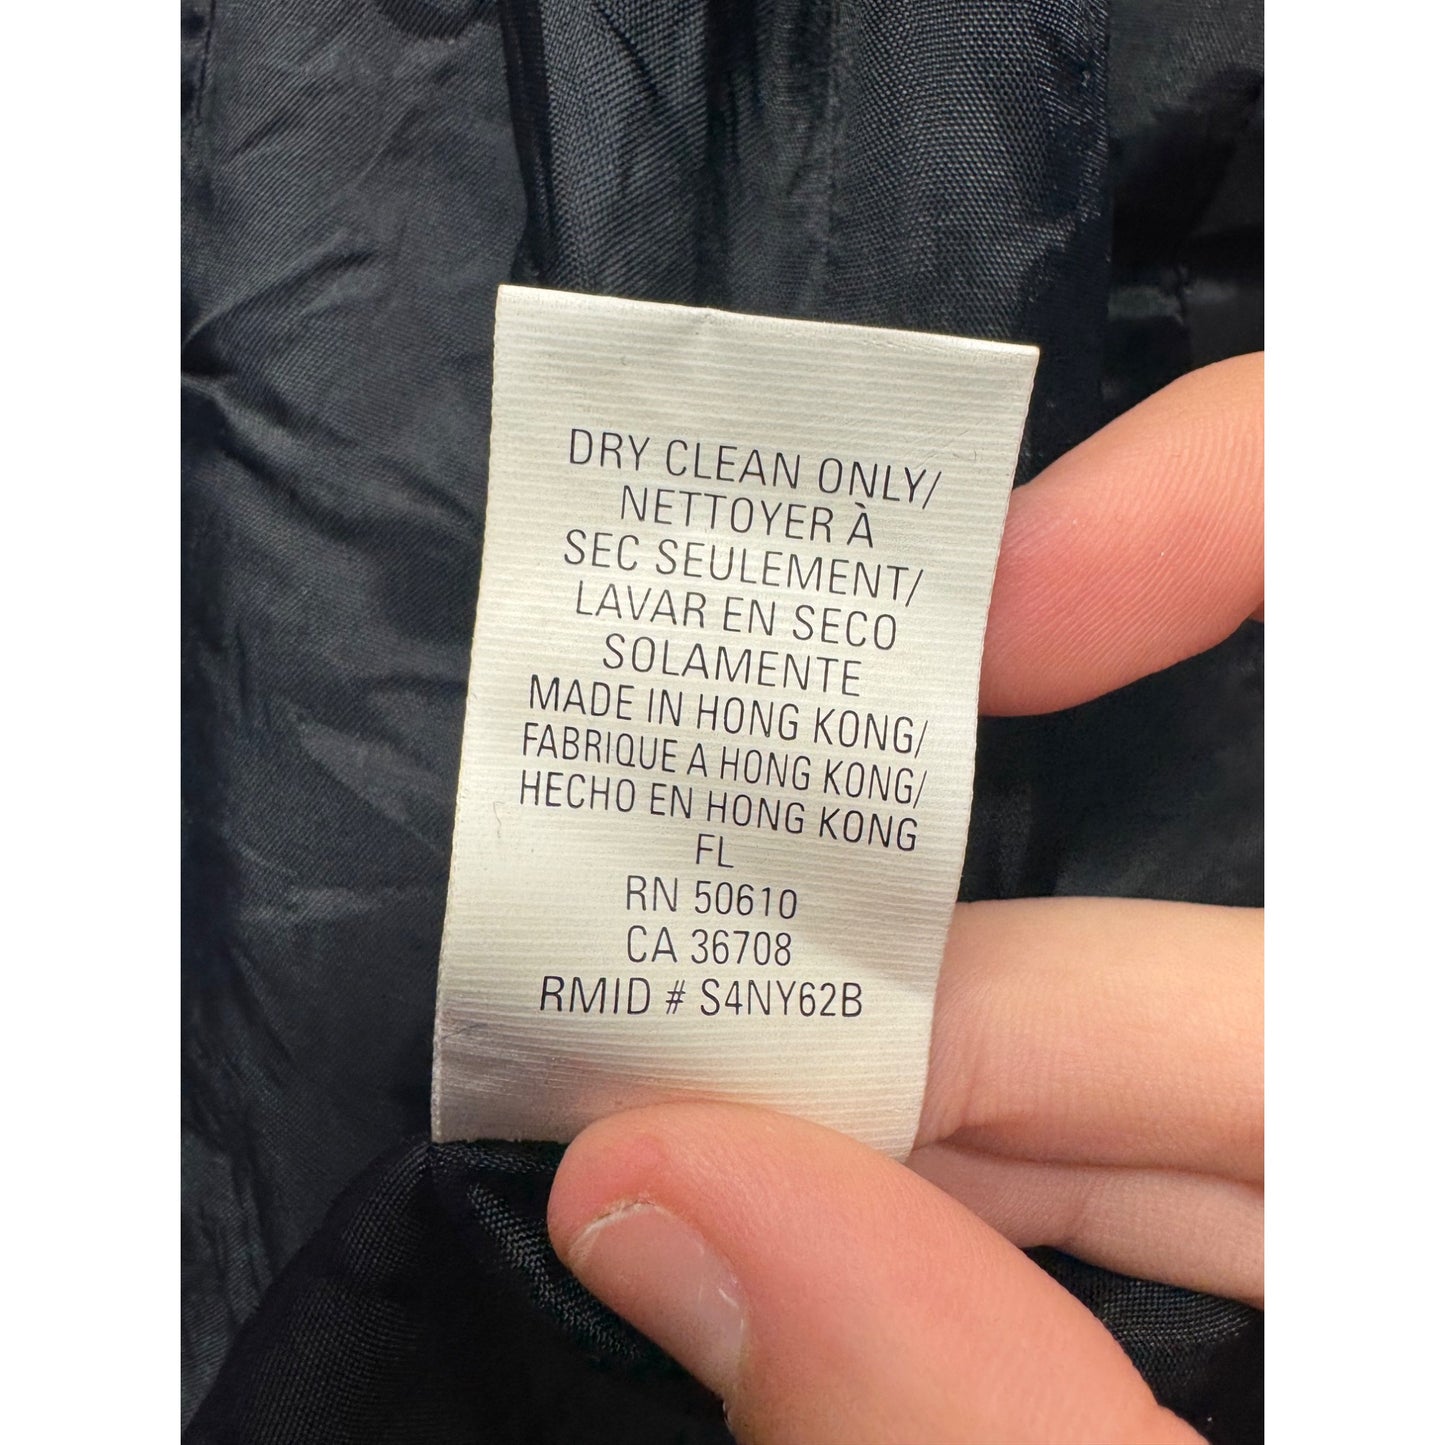 DRY CLEAN ONLY/
NETTOYER À
SEC SEULEMENT/
LAVAR EN SECO
SOLAMENTE
MADE IN HONG KONG/
FABRIQUE A HONG KONG/
HECHO EN HONG KONG
FL
RN 50610
CA 36708
RMID # S4NY62B